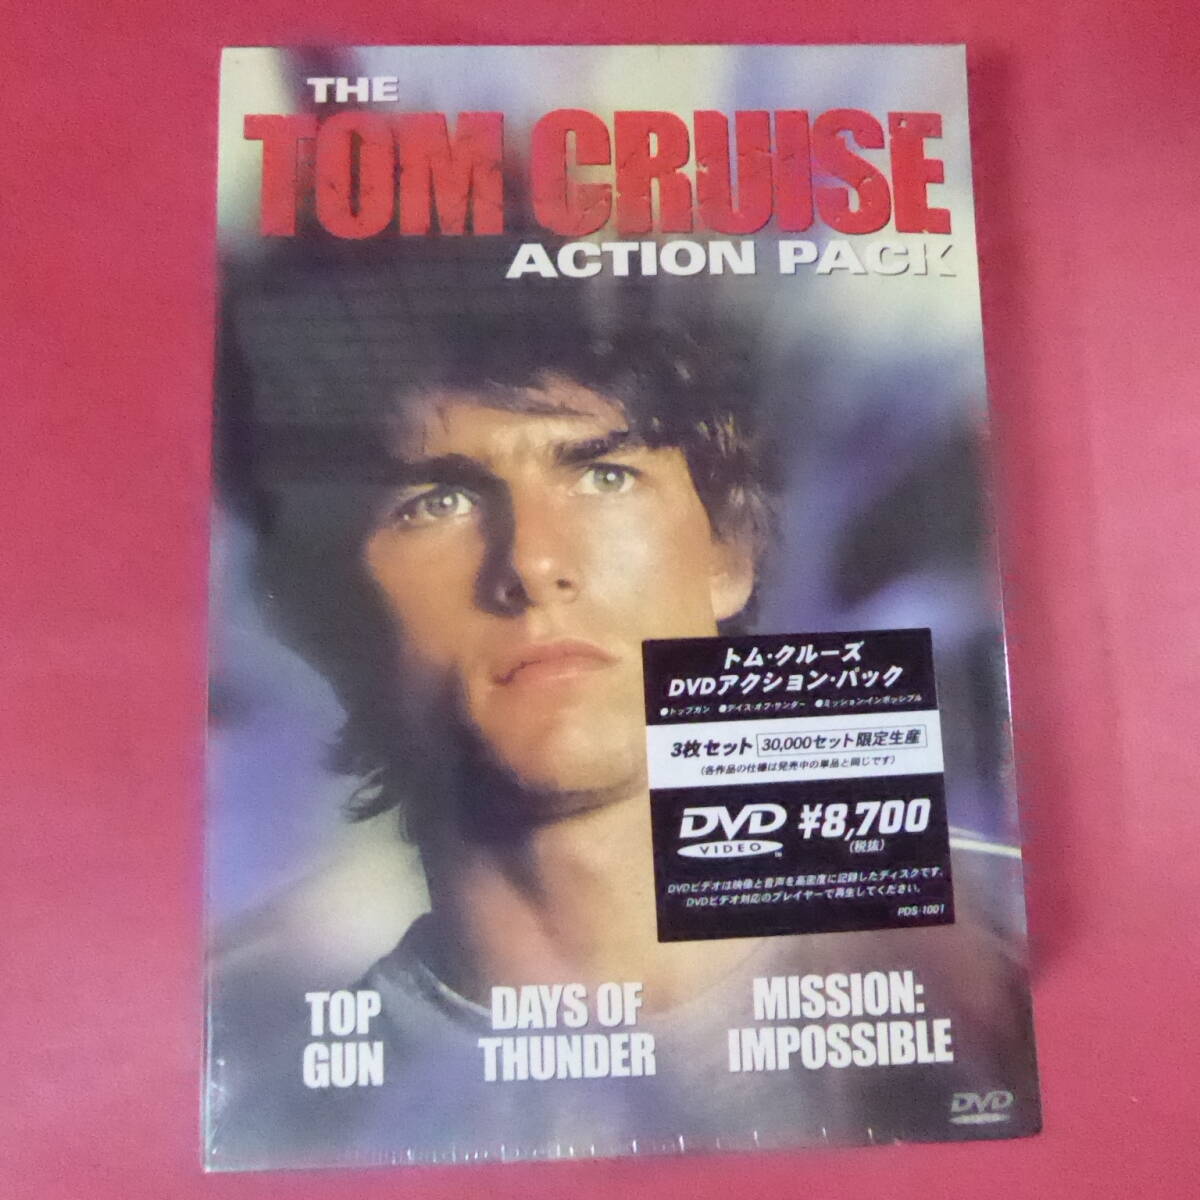 THE
TOM CRUISE
ACTION PACK
トム・クルーズ
DVDアクション・パック
●トップガン ●デイズ・オブ・サンダー ●ミッション・インポッシブル
3枚セット 30,000セット限定生産
(各作品の仕様は発売中の単品と同じです)
DVD
VIDEO
TM
¥8,700
(税抜)
DVDビデオは映像と音声を高密度に記録したディスクです。
DVDビデオ対応のプレイヤーで再生してください。
PDS-1001
TOP
GUN
DAYS OF
THUNDER
MISSION:
IMPOSSIBLE
DVD